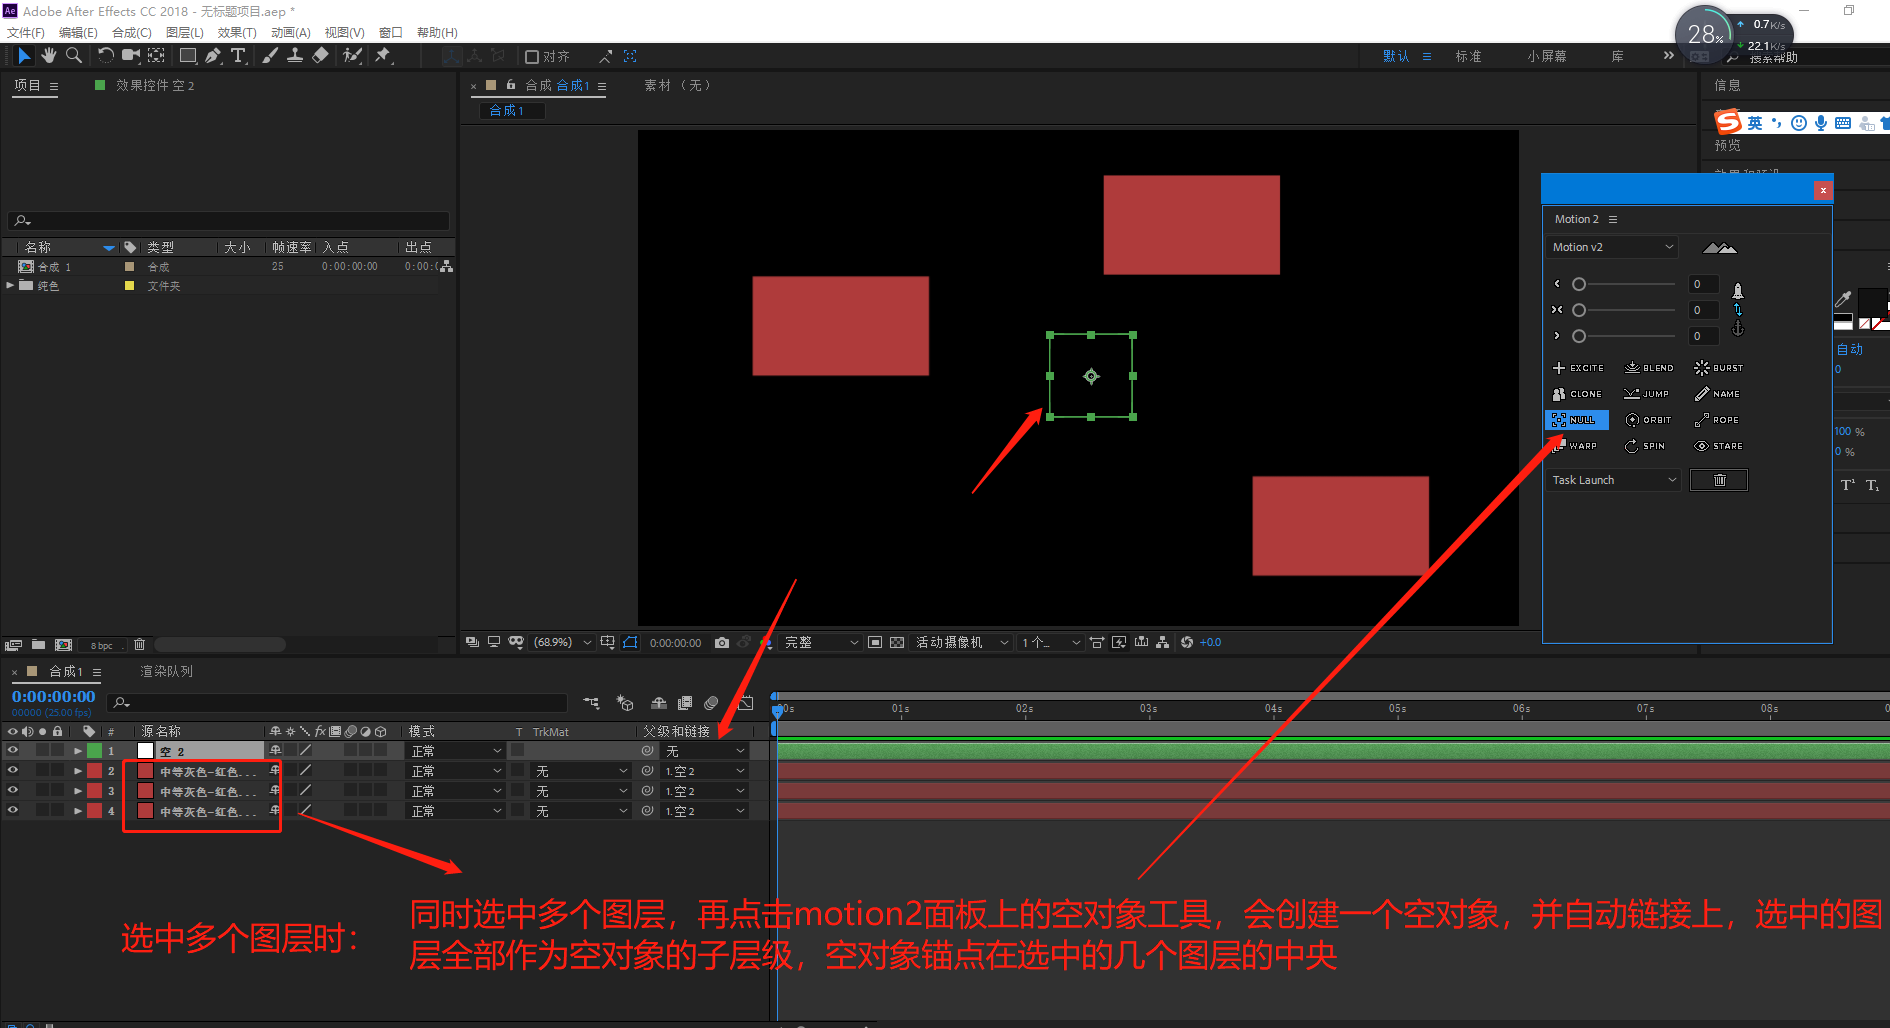 Ae Adobe After Effects CC 2018 - 无标题项目.aep *
文件(F) 编辑(E) 合成(C) 图层(L) 效果(T) 动画(A) 视图(V) 窗口 帮助(H)
28%
0.7K/s
22.1K/s
对齐
默认 标准 小屏幕 库 搜索帮助
项目 效果控件 空 2
合成 合成1 素材 (无)
信息
合成1
英
预览
Motion 2
Motion v2
名称 类型 大小 帧速率 入点 出点
合成 1 合成 25 0:00:00:00
纯色 文件夹
0
0
0
自动
0
EXCITE BLEND BURST
CLONE JUMP NAME
NULL ORBIT ROPE
WARP SPIN STARE
100 %
0 %
Task Launch
8 bpc
(68.9%) 0:00:00:00 完整 活动摄像机 1 个... +0.0
合成1 渲染队列
0:00:00:00
00000 (25.00 fps)
00s 01s 02s 03s 04s 05s 06s 07s 08s
# 源名称 模式 T TrkMat 父级和链接
1 空 2 正常 无
2 中等灰色-红色... 正常 无 1.空 2
3 中等灰色-红色... 正常 无 1.空 2
4 中等灰色-红色... 正常 无 1.空 2
选中多个图层时：
同时选中多个图层，再点击motion2面板上的空对象工具，会创建一个空对象，并自动链接上，选中的图
层全部作为空对象的子层级，空对象锚点在选中的几个图层的中央